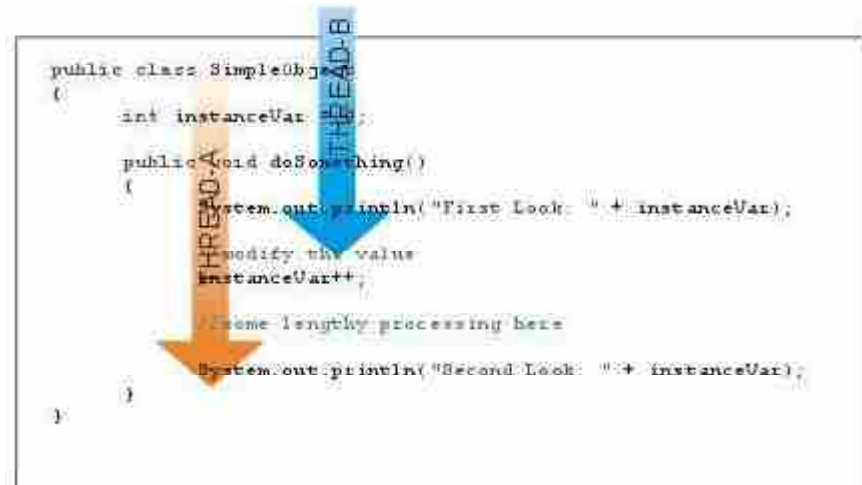 THREAD-B
THREAD-A
public class SimpleObject
{
int instanceVar
public void doSomething()
{
System.out.println("First Look: " + instanceVar);
//modify the value
instanceVar++;
//some lengthy processing here
System.out.println("Second Look: " + instanceVar);
}
}